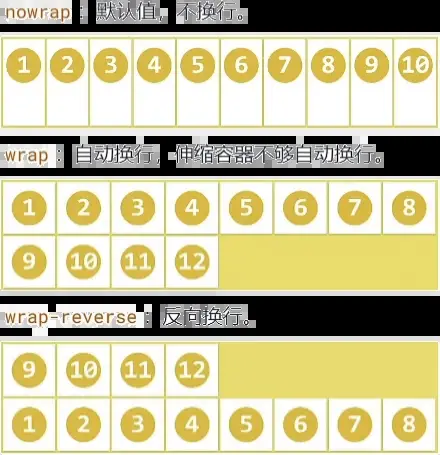 nowrap：默认值，不换行。
1 2 3 4 5 6 7 8 9 10
wrap：自动换行，伸缩容器不够自动换行。
1 2 3 4 5 6 7 8
9 10 11 12
wrap-reverse：反向换行。
9 10 11 12
1 2 3 4 5 6 7 8